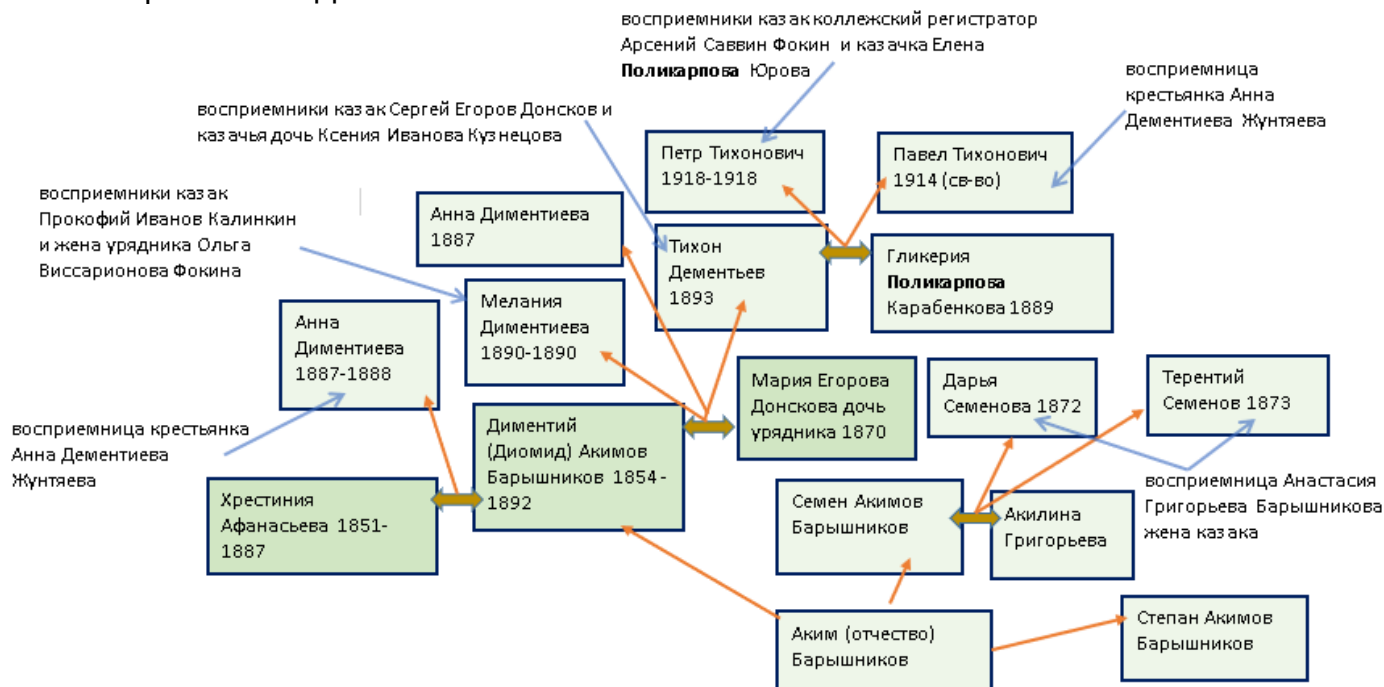 восприемники казак коллежский регистратор
Арсений Саввин Фокин и казачка Елена
Поликарпова Юрова
восприемница
крестьянка Анна
Дементиева Жунтяева
восприемники казак Сергей Егоров Донсков и
казачья дочь Ксения Иванова Кузнецова
Петр Тихонович
1918-1918
Павел Тихонович
1914 (св-во)
восприемники казак
Прокофий Иванов Калинкин
и жена урядника Ольга
Виссарионова Фокина
Анна Диментиева
1887
Тихон
Дементьев
1893
Гликерия
Поликарпова
Карабенкова 1889
Мелания
Диментиева
1890-1890
Анна
Диментиева
1887-1888
Мария Егорова
Донскова дочь
урядника 1870
Дарья
Семенова 1872
Терентий
Семенов 1873
восприемница крестьянка
Анна Дементиева
Жунтяева
Диментий
(Диомид) Акимов
Барышников 1854-
1892
Хрестиния
Афанасьева 1851-
1887
Семен Акимов
Барышников
Акилина
Григорьева
восприемница Анастасия
Григорьева Барышникова
жена казака
Аким (отчество)
Барышников
Степан Акимов
Барышников